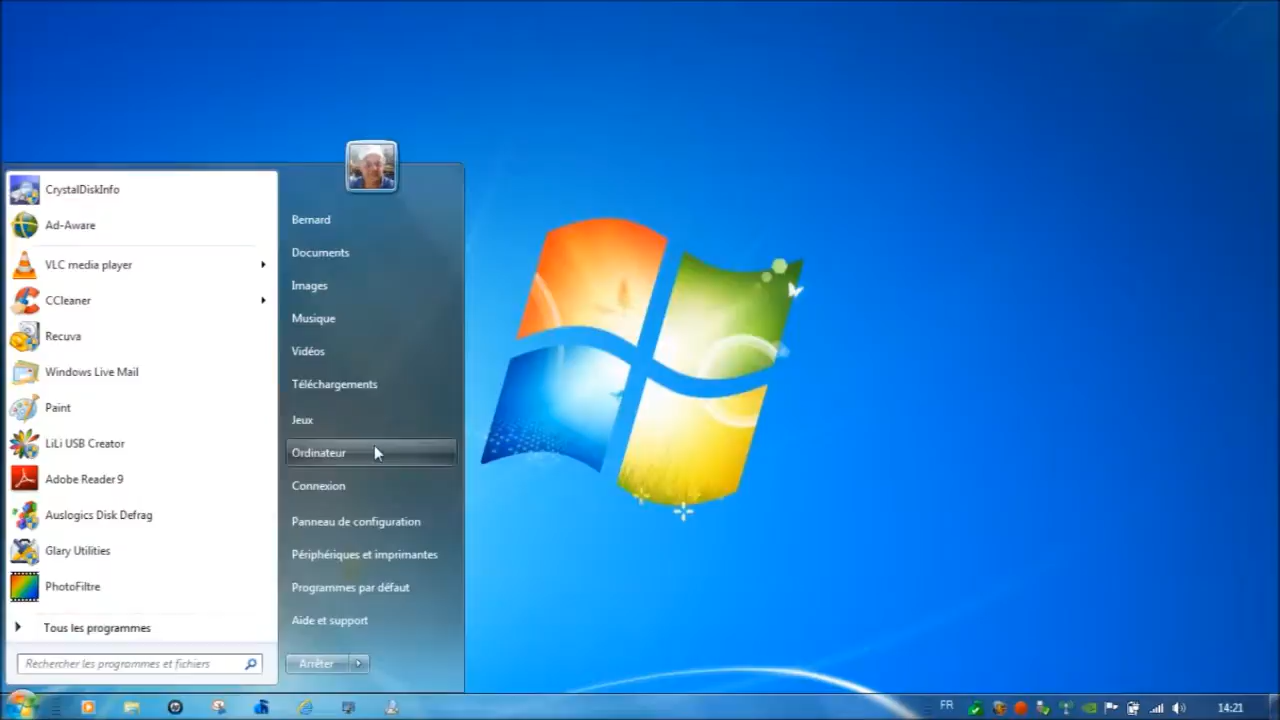 CrystalDiskInfo
Ad-Aware
VLC media player
CCleaner
Recuva
Windows Live Mail
Paint
LiLi USB Creator
Adobe Reader 9
Auslogics Disk Defrag
Glary Utilities
PhotoFiltre
Tous les programmes
Rechercher les programmes et fichiers
Bernard
Documents
Images
Musique
Vidéos
Téléchargements
Jeux
Ordinateur
Connexion
Panneau de configuration
Périphériques et imprimantes
Programmes par défaut
Aide et support
Arrêter
FR
14:21